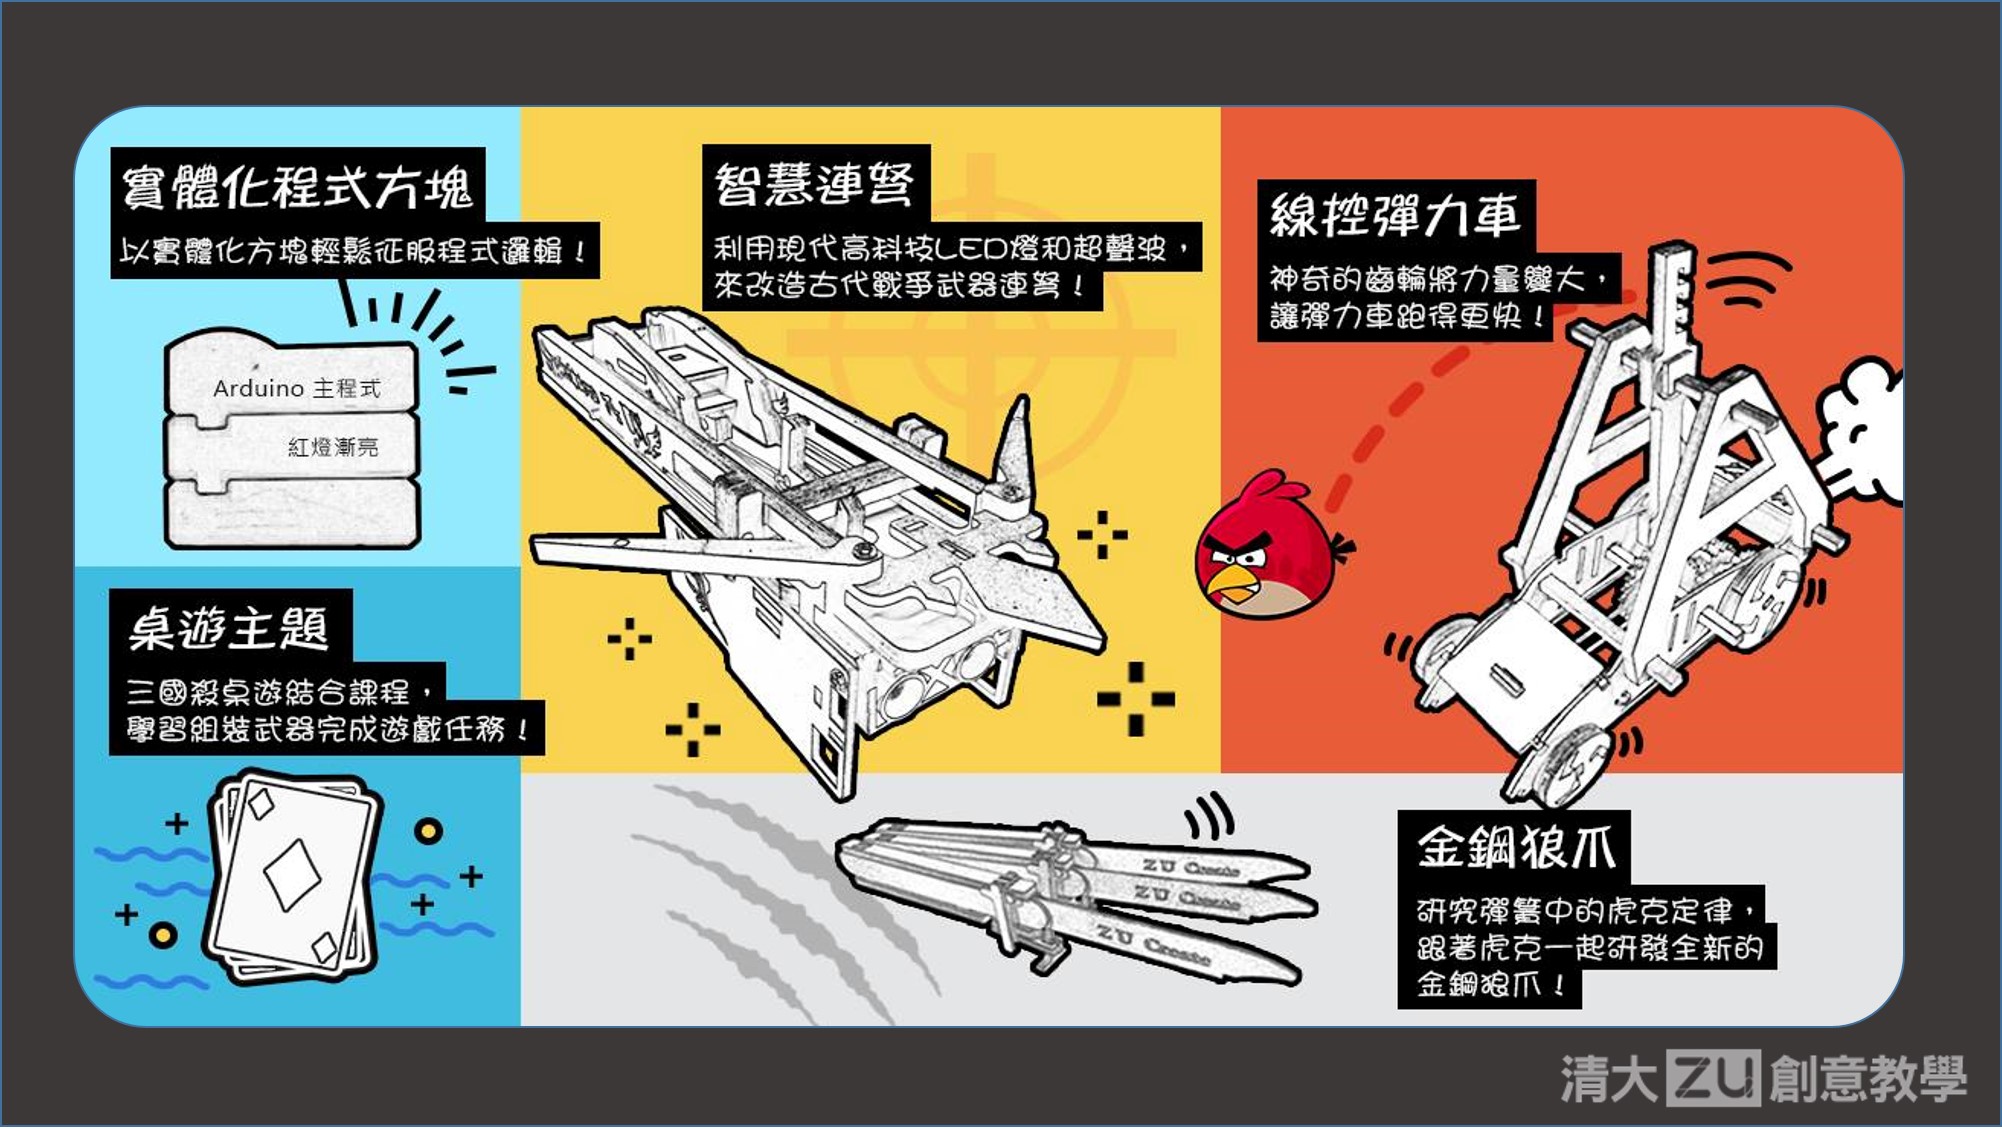 實體化程式方塊
以實體化方塊輕鬆征服程式邏輯！
Arduino 主程式
紅燈漸亮
智慧連弩
利用現代高科技LED燈和超聲波，
來改造古代戰爭武器連弩！
線控彈力車
神奇的齒輪將力量變大，
讓彈力車跑得更快！
桌遊主題
三國殺桌遊結合課程，
學習組裝武器完成遊戲任務！
ZU Create
ZU Create
ZU Create
金鋼狼爪
研究彈簧中的虎克定律，
跟著虎克一起研發全新的
金鋼狼爪！
清大ZU創意教學